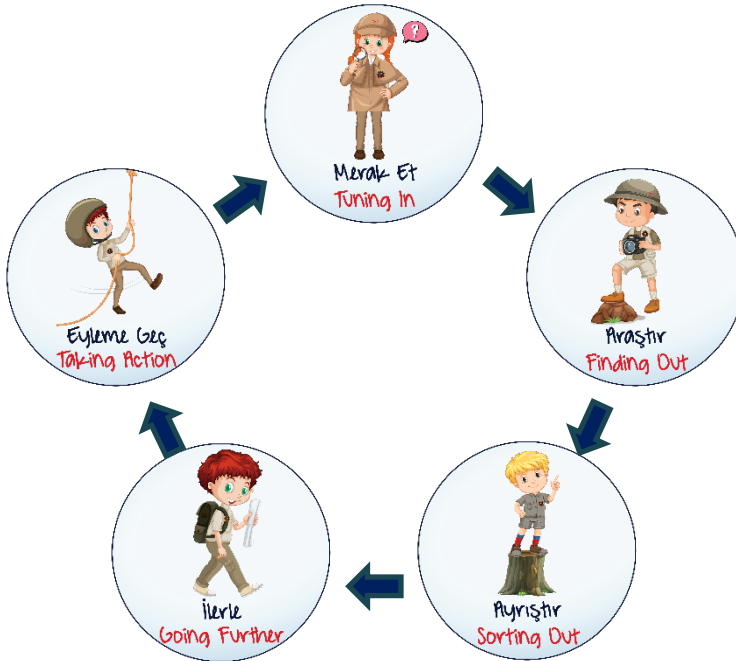 ?
Merak Et
Tuning In
Araştır
Finding Out
Ayrıştır
Sorting Out
İlerle
Going Further
Eyleme Geç
Taking Action